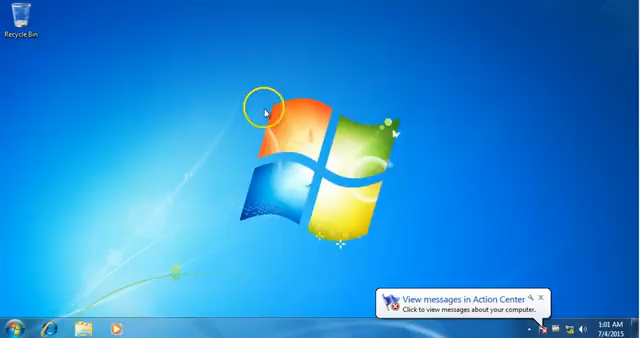 Recycle Bin
View messages in Action Center
Click to view messages about your computer.
1:01 AM
7/4/2015